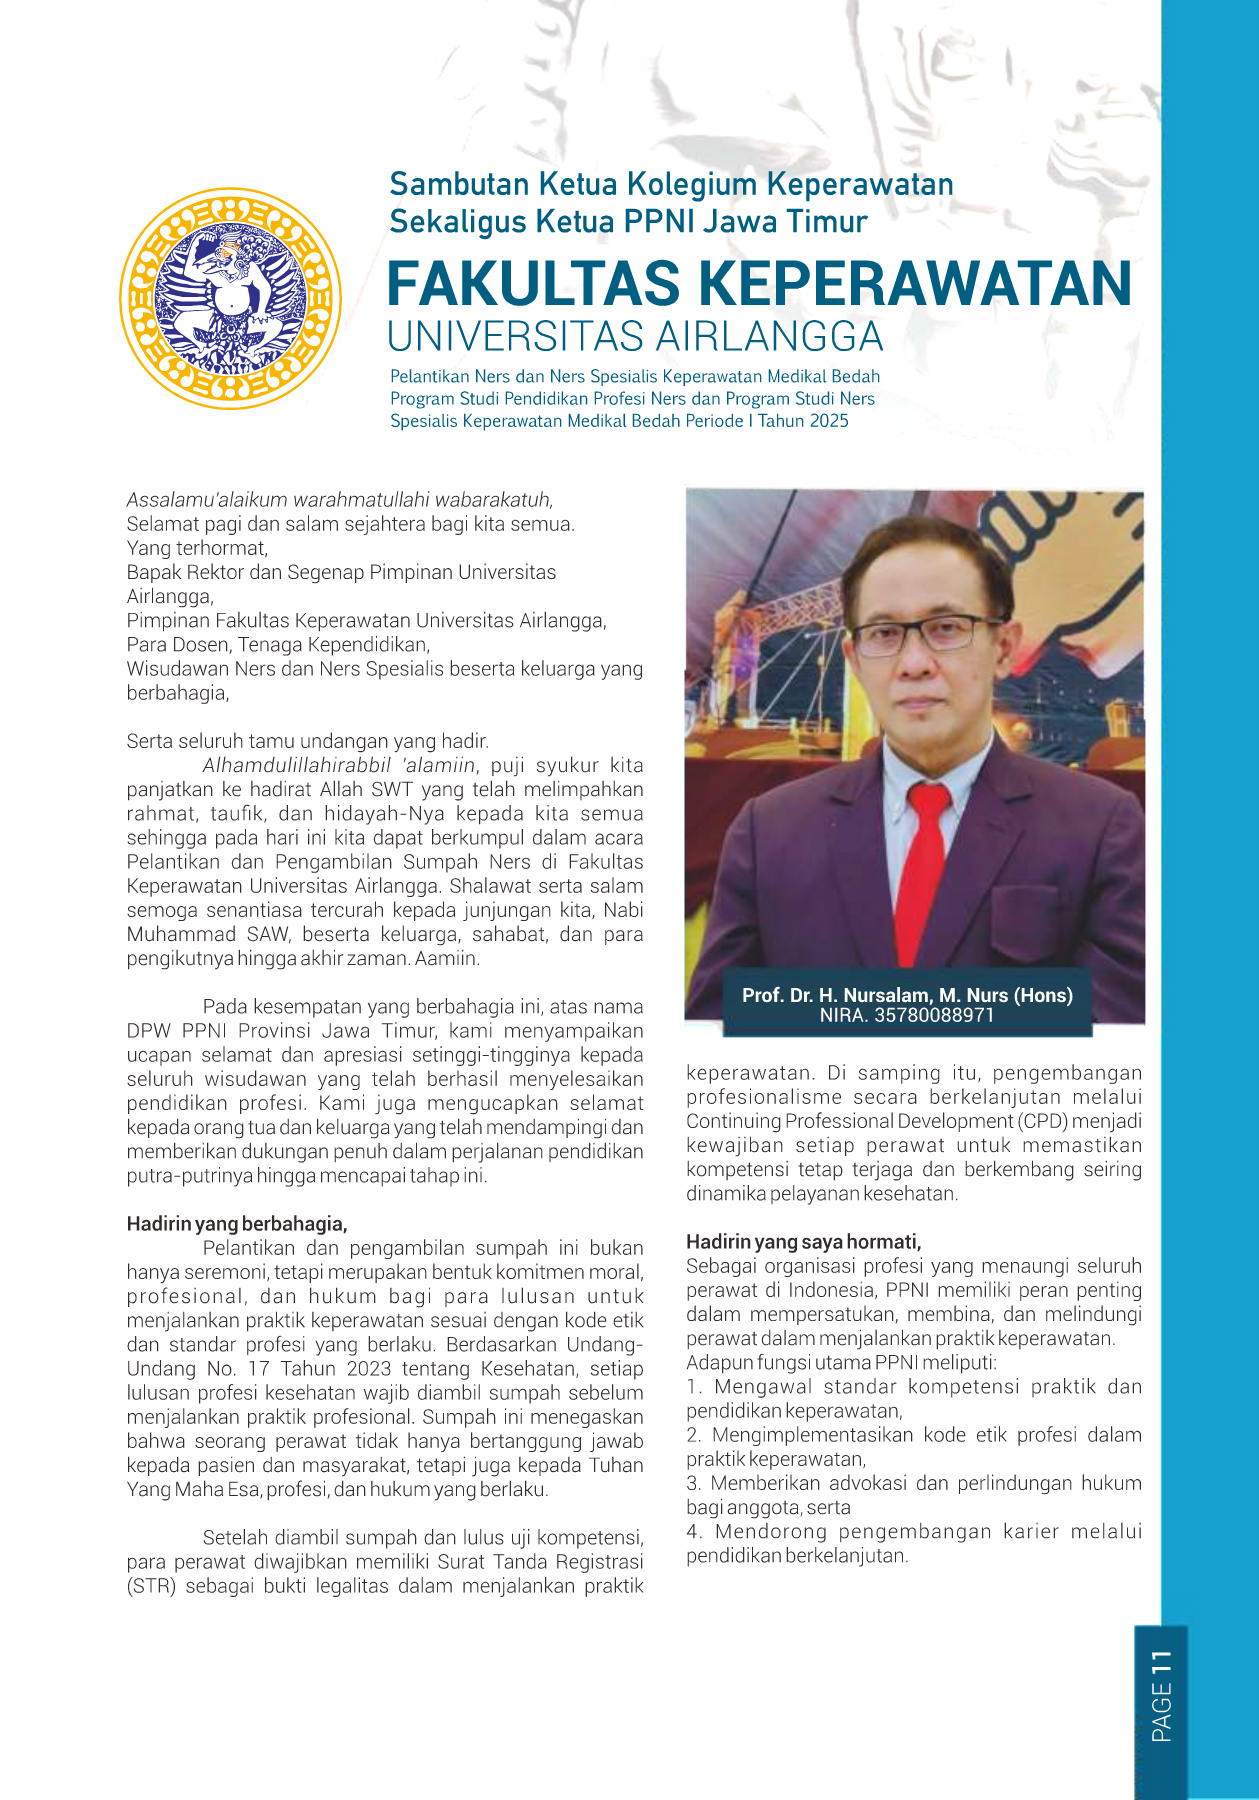 Sambutan Ketua Kolegium Keperawatan
Sekaligus Ketua PPNI Jawa Timur
FAKULTAS KEPERAWATAN
UNIVERSITAS AIRLANGGA
Pelantikan Ners dan Ners Spesialis Keperawatan Medikal Bedah
Program Studi Pendidikan Profesi Ners dan Program Studi Ners
Spesialis Keperawatan Medikal Bedah Periode I Tahun 2025
Assalamu'alaikum warahmatullahi wabarakatuh,
Selamat pagi dan salam sejahtera bagi kita semua.
Yang terhormat,
Bapak Rektor dan Segenap Pimpinan Universitas
Airlangga,
Pimpinan Fakultas Keperawatan Universitas Airlangga,
Para Dosen, Tenaga Kependidikan,
Wisudawan Ners dan Ners Spesialis beserta keluarga yang
berbahagia,
Serta seluruh tamu undangan yang hadir.
Alhamdulillahirabbil 'alamiin, puji syukur kita
panjatkan ke hadirat Allah SWT yang telah melimpahkan
rahmat, taufik, dan hidayah-Nya kepada kita semua
sehingga pada hari ini kita dapat berkumpul dalam acara
Pelantikan dan Pengambilan Sumpah Ners di Fakultas
Keperawatan Universitas Airlangga. Shalawat serta salam
semoga senantiasa tercurah kepada junjungan kita, Nabi
Muhammad SAW, beserta keluarga, sahabat, dan para
pengikutnya hingga akhir zaman. Aamiin.
Pada kesempatan yang berbahagia ini, atas nama
DPW PPNI Provinsi Jawa Timur, kami menyampaikan
ucapan selamat dan apresiasi setinggi-tingginya kepada
seluruh wisudawan yang telah berhasil menyelesaikan
pendidikan profesi. Kami juga mengucapkan selamat
kepada orang tua dan keluarga yang telah mendampingi dan
memberikan dukungan penuh dalam perjalanan pendidikan
putra-putrinya hingga mencapai tahap ini.
Hadirin yang berbahagia,
Pelantikan dan pengambilan sumpah ini bukan
hanya seremoni, tetapi merupakan bentuk komitmen moral,
profesional, dan hukum bagi para lulusan untuk
menjalankan praktik keperawatan sesuai dengan kode etik
dan standar profesi yang berlaku. Berdasarkan Undang-
Undang No. 17 Tahun 2023 tentang Kesehatan, setiap
lulusan profesi kesehatan wajib diambil sumpah sebelum
menjalankan praktik profesional. Sumpah ini menegaskan
bahwa seorang perawat tidak hanya bertanggung jawab
kepada pasien dan masyarakat, tetapi juga kepada Tuhan
Yang Maha Esa, profesi, dan hukum yang berlaku.
Setelah diambil sumpah dan lulus uji kompetensi,
para perawat diwajibkan memiliki Surat Tanda Registrasi
(STR) sebagai bukti legalitas dalam menjalankan praktik
Prof. Dr. H. Nursalam, M. Nurs (Hons)
NIRA. 35780088971
keperawatan. Di samping itu, pengembangan
profesionalisme secara berkelanjutan melalui
Continuing Professional Development (CPD) menjadi
kewajiban setiap perawat untuk memastikan
kompetensi tetap terjaga dan berkembang seiring
dinamika pelayanan kesehatan.
Hadirin yang saya hormati,
Sebagai organisasi profesi yang menaungi seluruh
perawat di Indonesia, PPNI memiliki peran penting
dalam mempersatukan, membina, dan melindungi
perawat dalam menjalankan praktik keperawatan.
Adapun fungsi utama PPNI meliputi:
1. Mengawal standar kompetensi praktik dan
pendidikan keperawatan,
2. Mengimplementasikan kode etik profesi dalam
praktik keperawatan,
3. Memberikan advokasi dan perlindungan hukum
bagi anggota, serta
4. Mendorong pengembangan karier melalui
pendidikan berkelanjutan.
PAGE 11